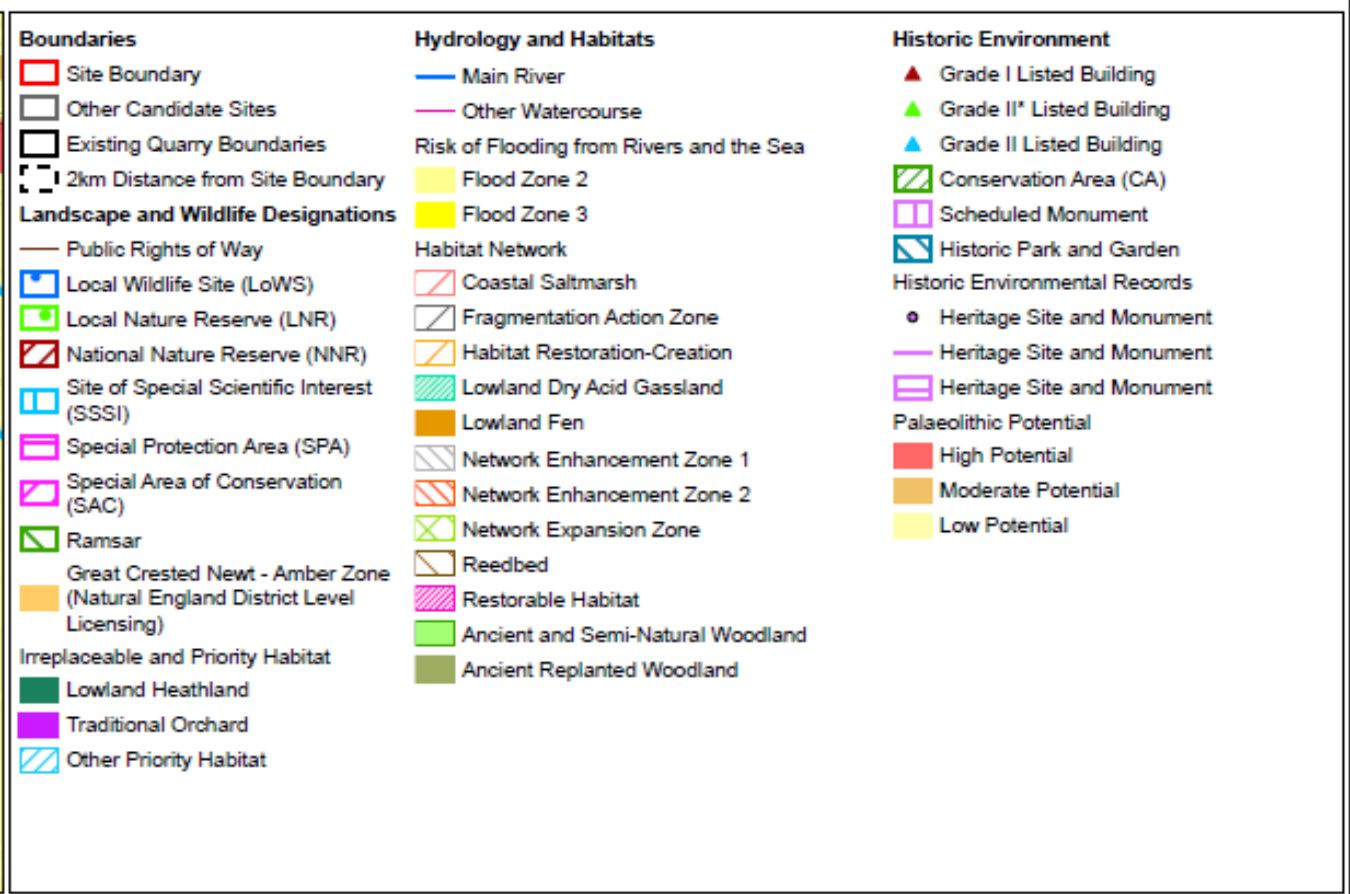 Boundaries
Site Boundary
Other Candidate Sites
Existing Quarry Boundaries
2km Distance from Site Boundary
Landscape and Wildlife Designations
Public Rights of Way
Local Wildlife Site (LoWS)
Local Nature Reserve (LNR)
National Nature Reserve (NNR)
Site of Special Scientific Interest
(SSSI)
Special Protection Area (SPA)
Special Area of Conservation
(SAC)
Ramsar
Great Crested Newt - Amber Zone
(Natural England District Level
Licensing)
Irreplaceable and Priority Habitat
Lowland Heathland
Traditional Orchard
Other Priority Habitat
Hydrology and Habitats
Main River
Other Watercourse
Risk of Flooding from Rivers and the Sea
Flood Zone 2
Flood Zone 3
Habitat Network
Coastal Saltmarsh
Fragmentation Action Zone
Habitat Restoration-Creation
Lowland Dry Acid Gassland
Lowland Fen
Network Enhancement Zone 1
Network Enhancement Zone 2
Network Expansion Zone
Reedbed
Restorable Habitat
Ancient and Semi-Natural Woodland
Ancient Replanted Woodland
Historic Environment
Grade I Listed Building
Grade II* Listed Building
Grade II Listed Building
Conservation Area (CA)
Scheduled Monument
Historic Park and Garden
Historic Environmental Records
Heritage Site and Monument
Heritage Site and Monument
Heritage Site and Monument
Palaeolithic Potential
High Potential
Moderate Potential
Low Potential